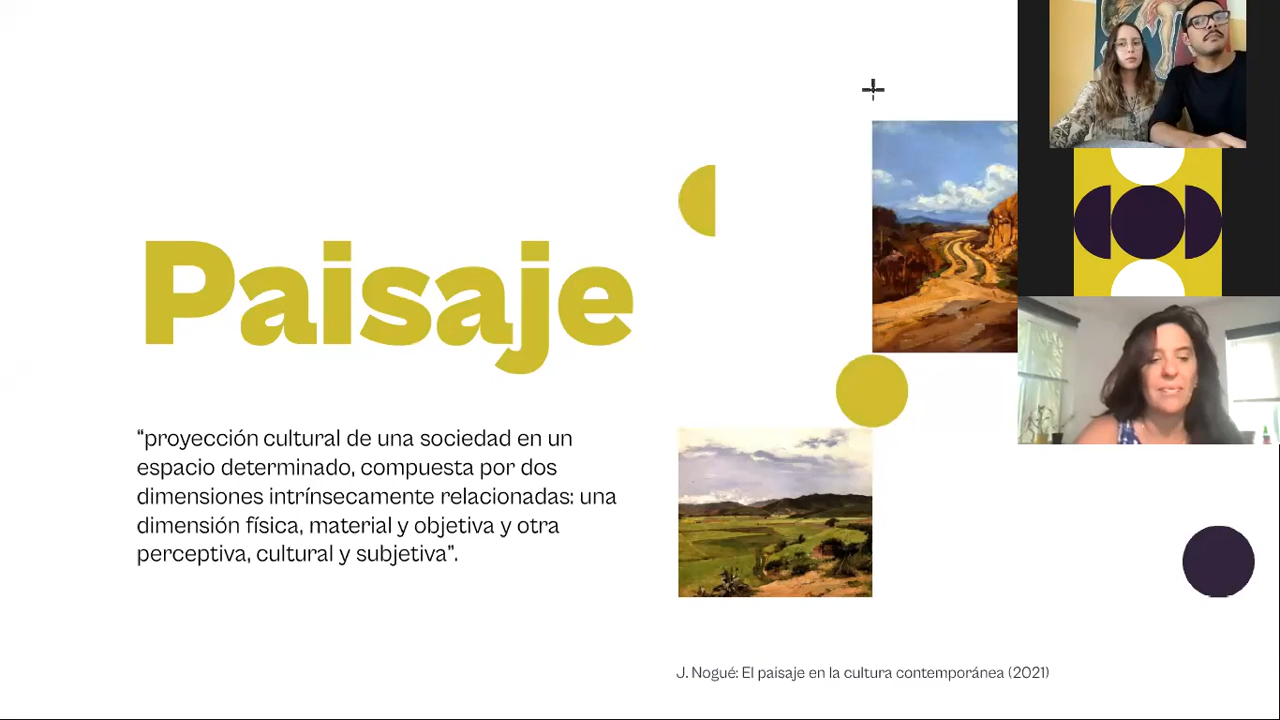 Paisaje
“proyección cultural de una sociedad en un
espacio determinado, compuesta por dos
dimensiones intrínsecamente relacionadas: una
dimensión física, material y objetiva y otra
perceptiva, cultural y subjetiva”.
J. Nogué: El paisaje en la cultura contemporánea (2021)